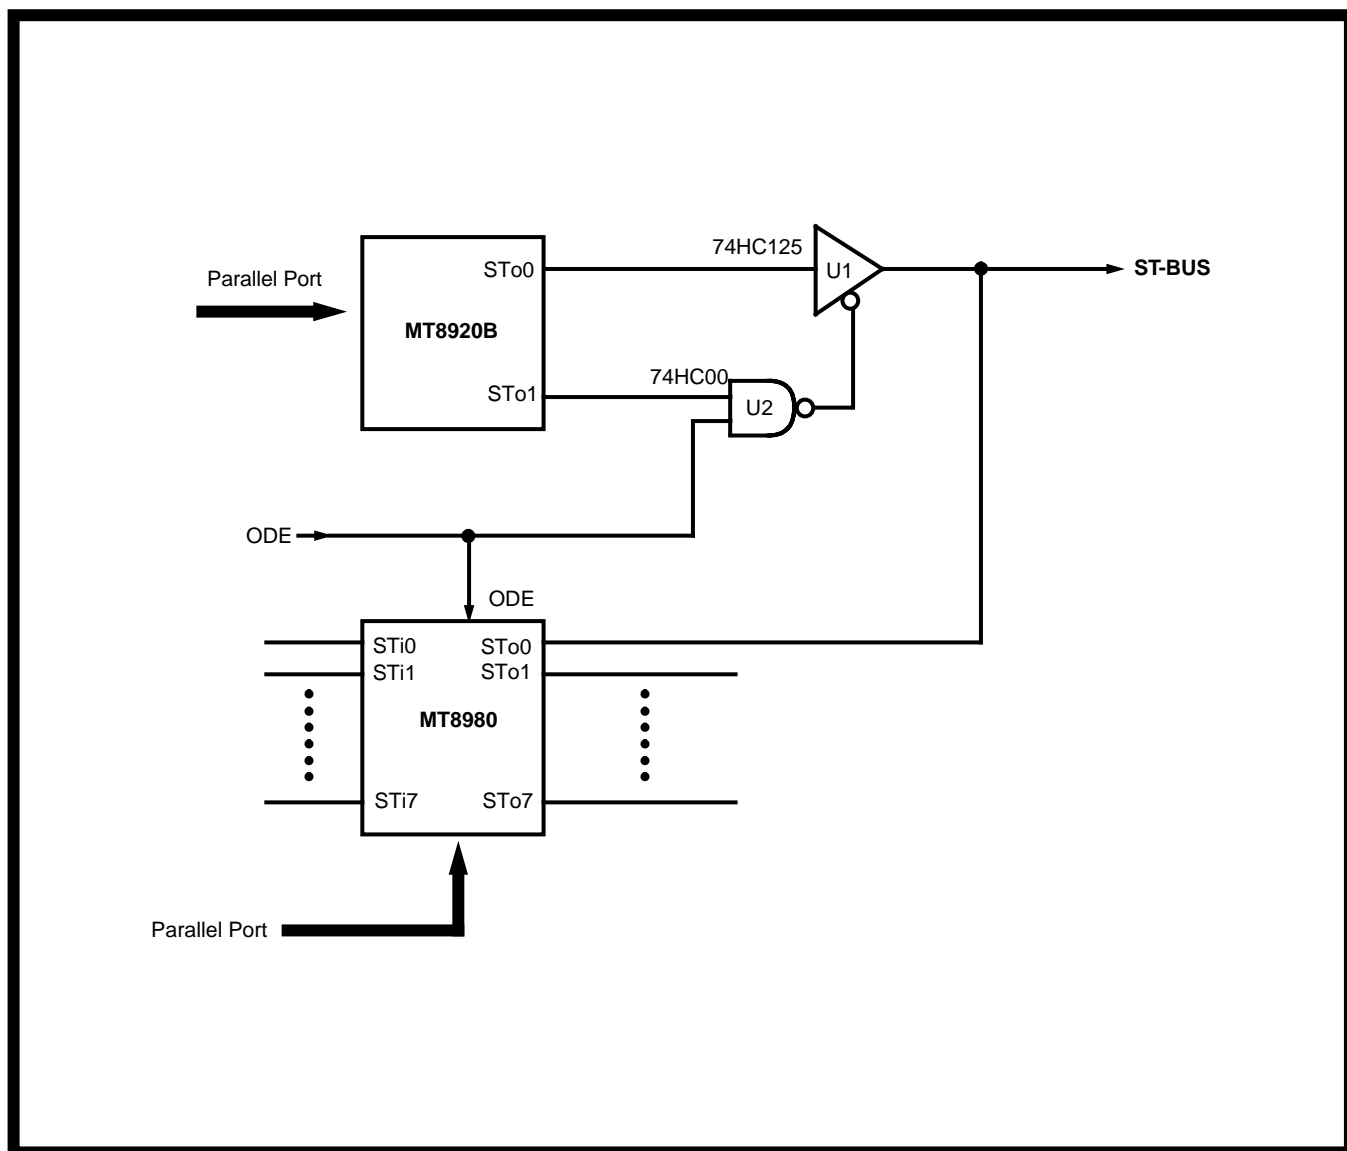 74HC125
U1
ST-BUS
STo0
Parallel Port
MT8920B
STo1
74HC00
U2
ODE
ODE
STi0
STo0
STi1
STo1
MT8980
STi7
STo7
Parallel Port